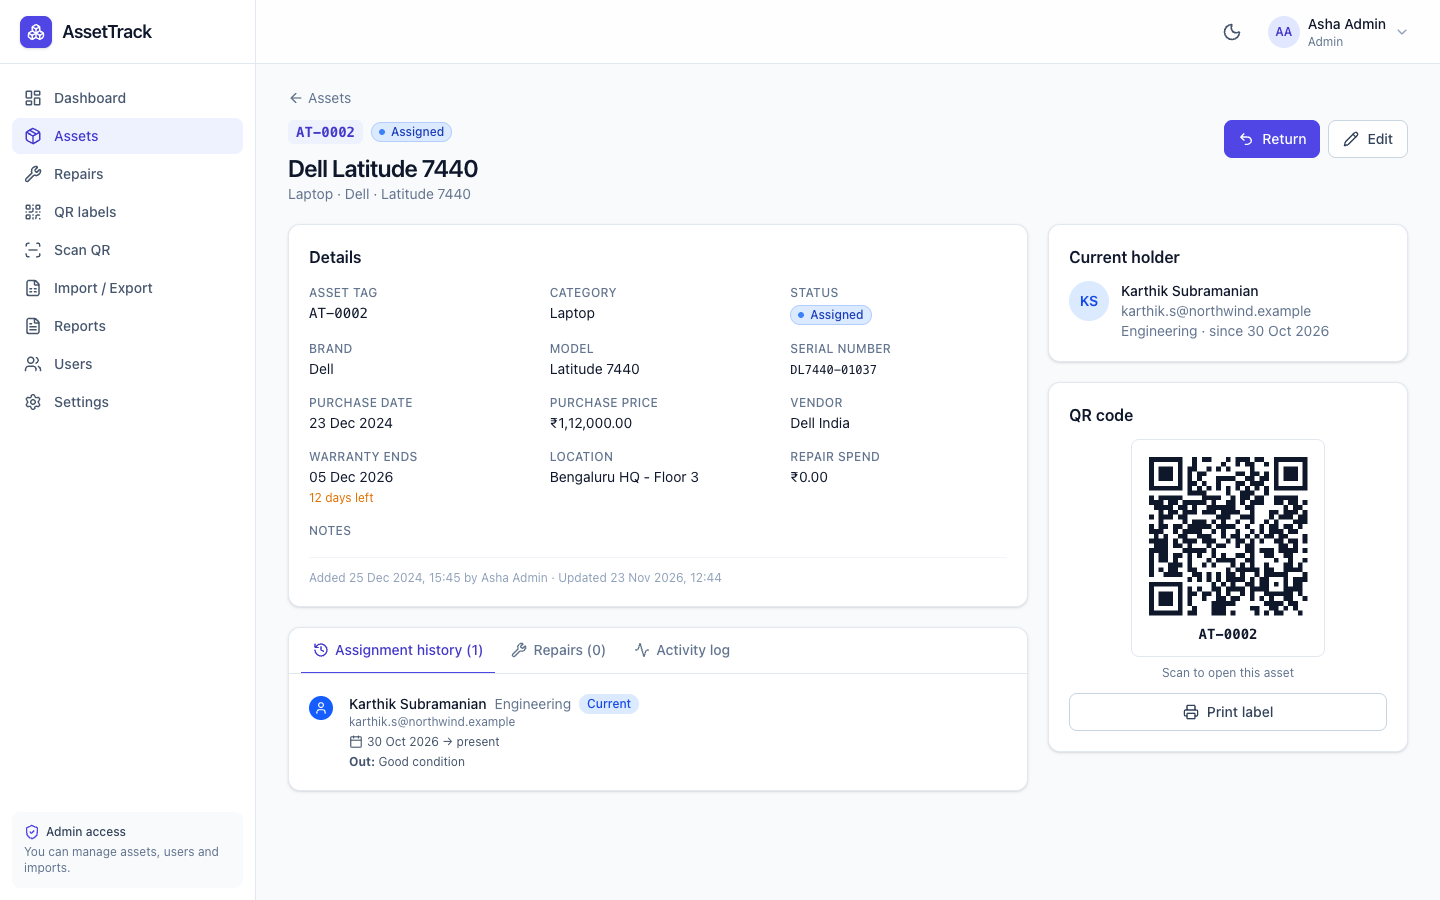 AssetTrack
Asha Admin
AA
Admin
Dashboard
Assets
Repairs
QR labels
Scan QR
Import / Export
Reports
Users
Settings
Admin access
You can manage assets, users and
imports.
← Assets
AT-0002 Assigned
Return
Edit
Dell Latitude 7440
Laptop · Dell · Latitude 7440
Details
ASSET TAG
AT-0002
CATEGORY
Laptop
STATUS
Assigned
BRAND
Dell
MODEL
Latitude 7440
SERIAL NUMBER
DL7440-01037
PURCHASE DATE
23 Dec 2024
PURCHASE PRICE
₹1,12,000.00
VENDOR
Dell India
WARRANTY ENDS
05 Dec 2026
12 days left
LOCATION
Bengaluru HQ - Floor 3
REPAIR SPEND
₹0.00
NOTES
Added 25 Dec 2024, 15:45 by Asha Admin · Updated 23 Nov 2026, 12:44
Assignment history (1)
Repairs (0)
Activity log
Karthik Subramanian Engineering Current
karthik.s@northwind.example
30 Oct 2026 → present
Out: Good condition
Current holder
KS
Karthik Subramanian
karthik.s@northwind.example
Engineering · since 30 Oct 2026
QR code
AT-0002
Scan to open this asset
Print label